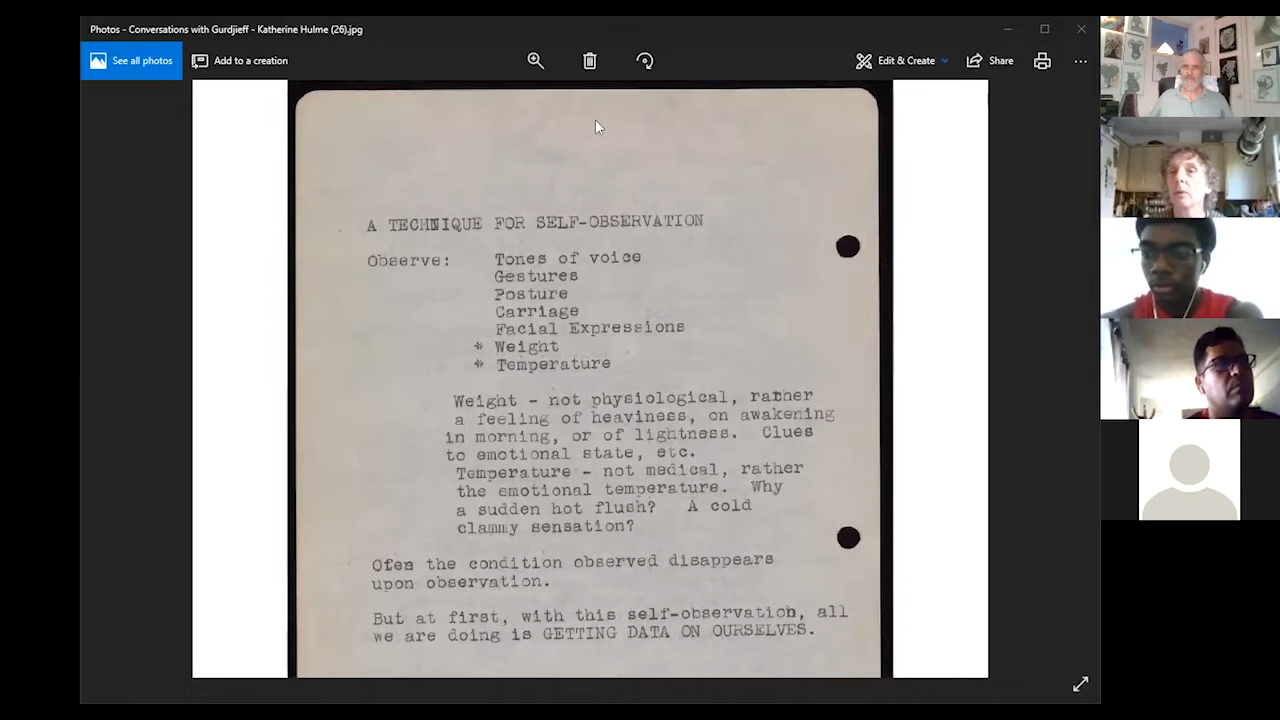 Photos - Conversations with Gurdjieff - Katherine Hulme (26).jpg
See all photos
Add to a creation
Edit & Create
Share
A TECHNIQUE FOR SELF-OBSERVATION
Observe: Tones of voice
Gestures
Posture
Carriage
Facial Expressions
* Weight
* Temperature
Weight - not physiological, rather
a feeling of heaviness, on awakening
in morning, or of lightness. Clues
to emotional state, etc.
Temperature - not medical, rather
the emotional temperature. Why
a sudden hot flush? A cold
clammy sensation?
Ofen the condition observed disappears
upon observation.
But at first, with this self-observation, all
we are doing is GETTING DATA ON OURSELVES.